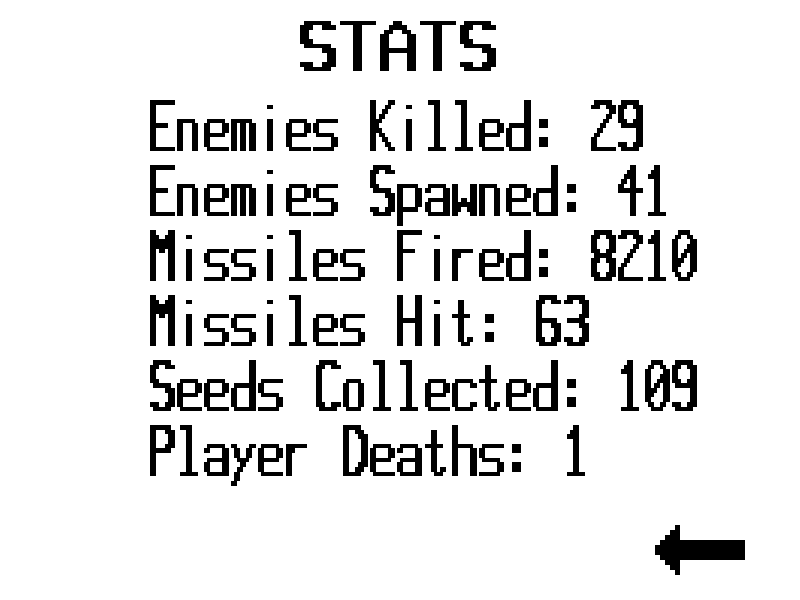 STATS
Enemies Killed: 29
Enemies Spawned: 41
Missiles Fired: 8210
Missiles Hit: 63
Seeds Collected: 109
Player Deaths: 1